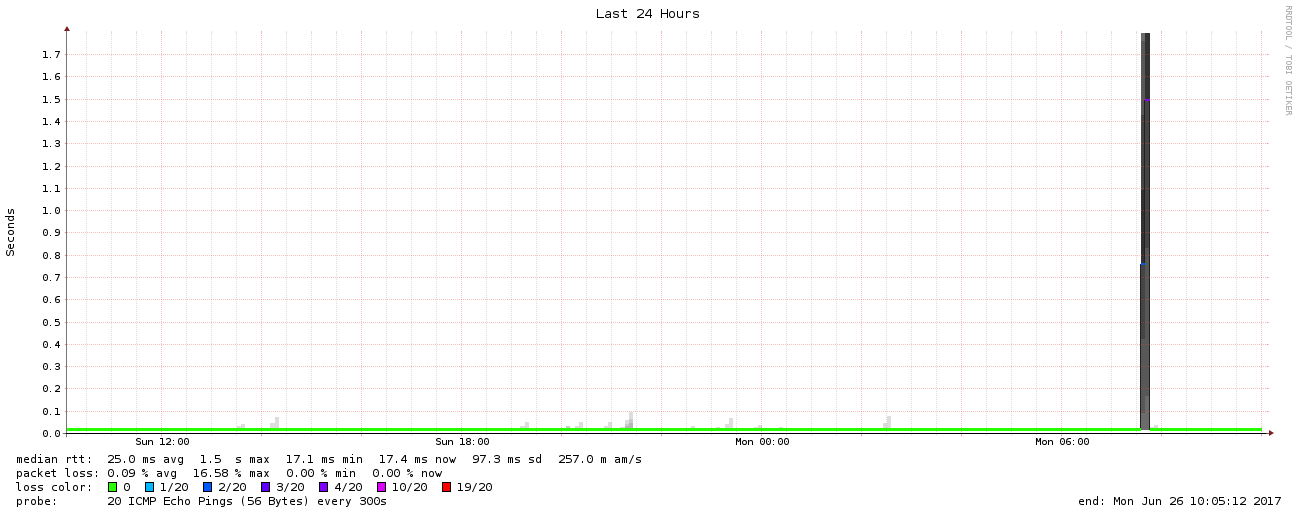 Last 24 Hours
RRDTOOL / TOBI OETIKER
Seconds
1.7
1.6
1.5
1.4
1.3
1.2
1.1
1.0
0.9
0.8
0.7
0.6
0.5
0.4
0.3
0.2
0.1
0.0
Sun 12:00 Sun 18:00 Mon 00:00 Mon 06:00
median rtt: 25.0 ms avg 1.5 s max 17.1 ms min 17.4 ms now 97.3 ms sd 257.0 m am/s
packet loss: 0.09 % avg 16.58 % max 0.00 % min 0.00 % now
loss color: 0 1/20 2/20 3/20 4/20 10/20 19/20
probe: 20 ICMP Echo Pings (56 Bytes) every 300s end: Mon Jun 26 10:05:12 2017